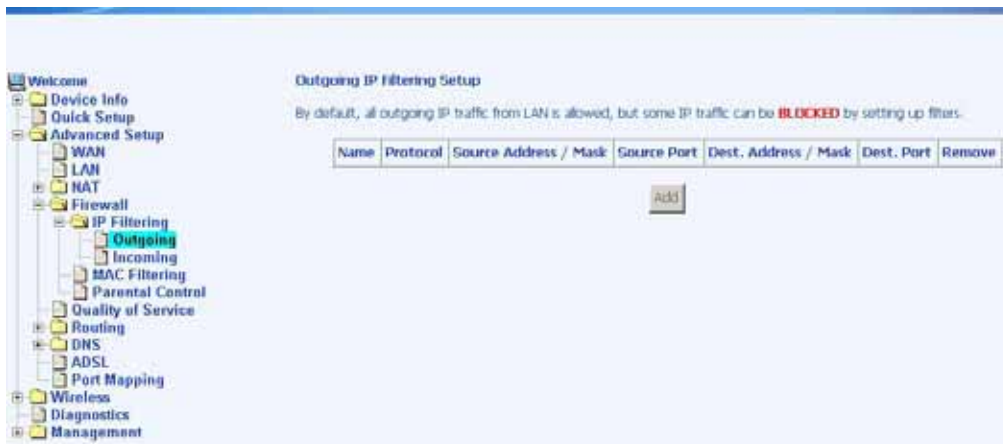 Welcome
Device Info
Quick Setup
Advanced Setup
WAN
LAN
NAT
Firewall
IP Filtering
Outgoing
Incoming
MAC Filtering
Parental Control
Quality of Service
Routing
DNS
ADSL
Port Mapping
Wireless
Diagnostics
Management
Outgoing IP Filtering Setup
By default, all outgoing IP traffic from LAN is allowed, but some IP traffic can be BLOCKED by setting up filters.
Name Protocol Source Address / Mask Source Port Dest. Address / Mask Dest. Port Remove
Add